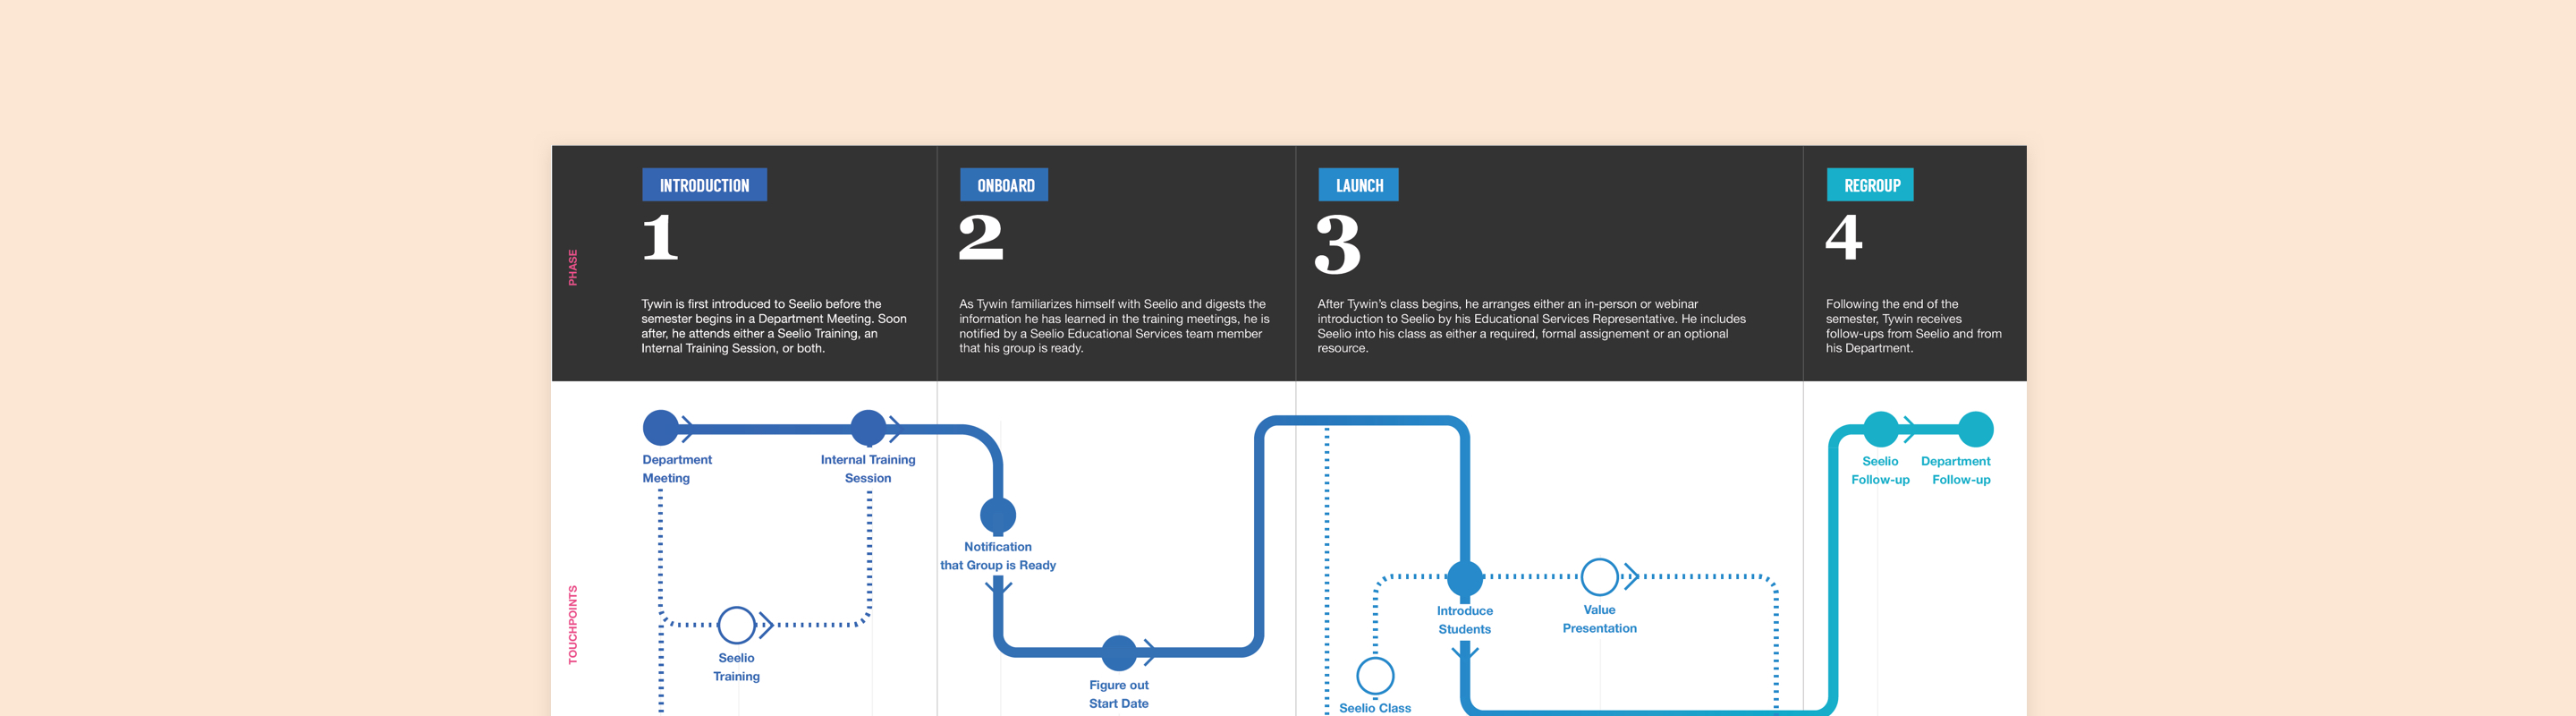 PHASE
INTRODUCTION
1
Tywin is first introduced to Seelio before the
semester begins in a Department Meeting. Soon
after, he attends either a Seelio Training, an
Internal Training Session, or both.
ONBOARD
2
As Tywin familiarizes himself with Seelio and digests the
information he has learned in the training meetings, he is
notified by a Seelio Educational Services team member
that his group is ready.
LAUNCH
3
After Tywin’s class begins, he arranges either an in-person or webinar
introduction to Seelio by his Educational Services Representative. He includes
Seelio into his class as either a required, formal assignement or an optional
resource.
REGROUP
4
Following the end of the
semester, Tywin receives
follow-ups from Seelio and from
his Department.
TOUCHPOINTS
Department
Meeting
Internal Training
Session
Seelio
Training
Notification
that Group is Ready
Figure out
Start Date
Introduce
Students
Value
Presentation
Seelio Class
Seelio
Follow-up
Department
Follow-up